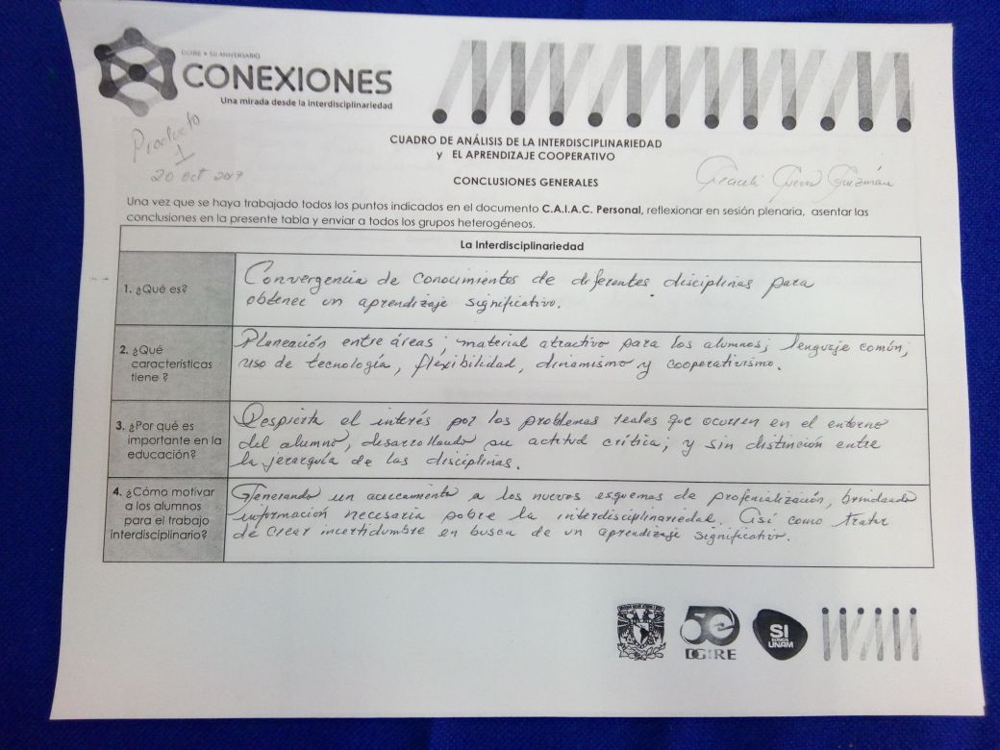 DGIRE • 50 ANIVERSARIO
CONEXIONES
Una mirada desde la interdisciplinariedad
Producto
1
20 oct 2017
CUADRO DE ANÁLISIS DE LA INTERDISCIPLINARIEDAD
y EL APRENDIZAJE COOPERATIVO
CONCLUSIONES GENERALES
Araceli Guzmán
Una vez que se haya trabajado todos los puntos indicados en el documento C.A.I.A.C. Personal, reflexionar en sesión plenaria, asentar las
conclusiones en la presente tabla y enviar a todos los grupos heterogéneos.
La Interdisciplinariedad
1. ¿Qué es?
Convergencia de conocimientos de diferentes disciplinas para
obtener un aprendizaje significativo.
2. ¿Qué
características
tiene ?
Planeación entre áreas; material atractivo para los alumnos; lenguaje común;
uso de tecnología, flexibilidad, dinamismo y cooperativismo.
3. ¿Por qué es
importante en la
educación?
Despierta el interés por los problemas reales que ocurren en el entorno
del alumno, desarrollando su actitud crítica; y sin distinción entre
la jerarquía de las disciplinas.
4. ¿Cómo motivar
a los alumnos
para el trabajo
interdisciplinario?
Generando un acercamiento a los nuevos esquemas de profenialización, brindando
información necesaria sobre la interdisciplinariedad. Así como tratar
de crear incertidumbre en busca de un aprendizaje significativo.
50
DGIRE
SI
SOMOS
UNAM